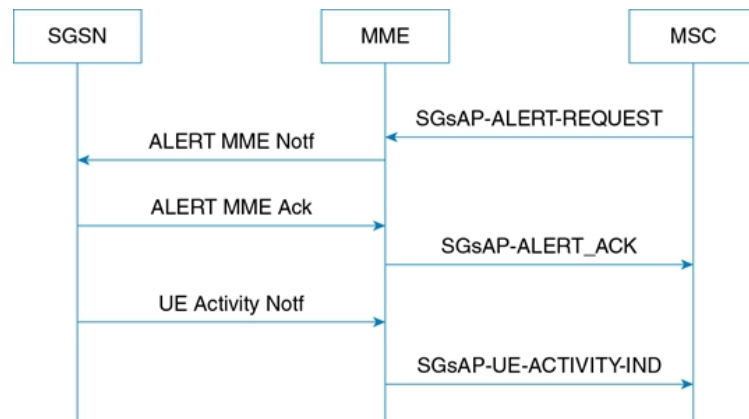 SGSN
MME
MSC
SGsAP-ALERT-REQUEST
ALERT MME Notf
ALERT MME Ack
SGsAP-ALERT_ACK
UE Activity Notf
SGsAP-UE-ACTIVITY-IND